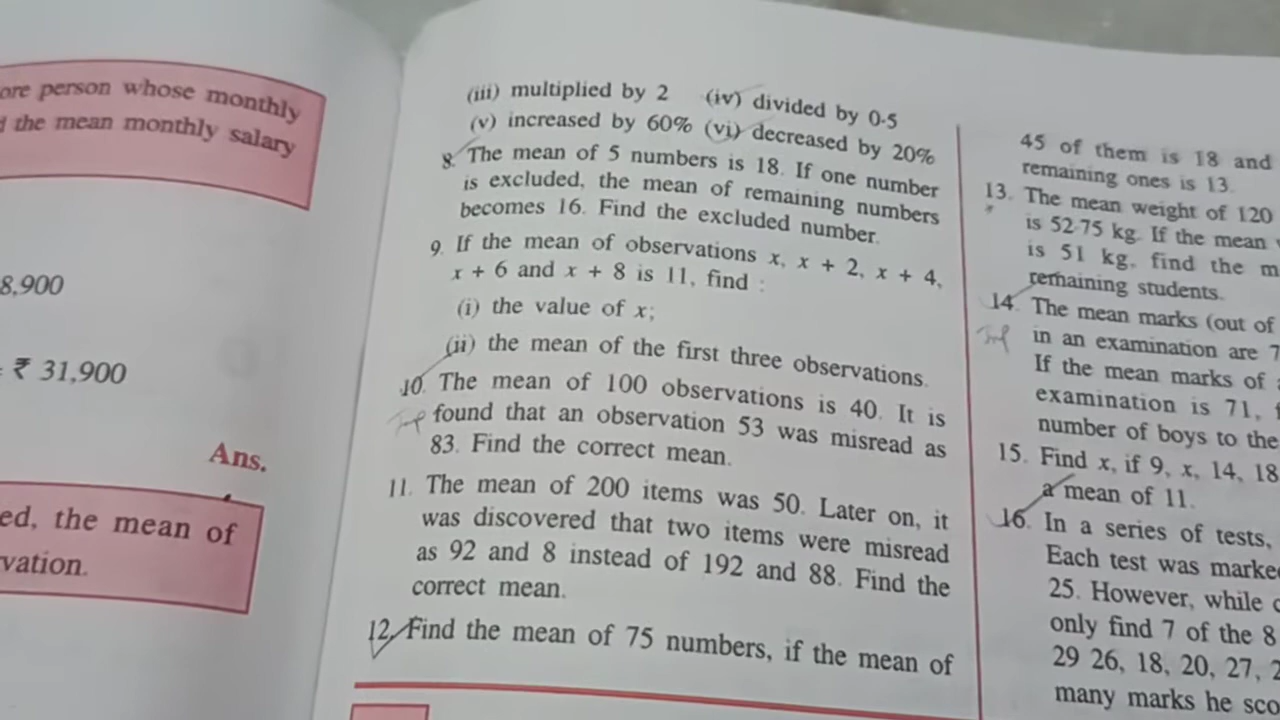 ore person whose monthly
the mean monthly salary
8,900
₹ 31,900
Ans.
ed, the mean of
vation.
(iii) multiplied by 2 (iv) divided by 0·5
(v) increased by 60% (vi) decreased by 20%
8. The mean of 5 numbers is 18. If one number
is excluded, the mean of remaining numbers
becomes 16. Find the excluded number.
9. If the mean of observations x, x + 2, x + 4,
x + 6 and x + 8 is 11, find :
(i) the value of x;
(ii) the mean of the first three observations.
10. The mean of 100 observations is 40. It is
found that an observation 53 was misread as
83. Find the correct mean.
11. The mean of 200 items was 50. Later on, it
was discovered that two items were misread
as 92 and 8 instead of 192 and 88. Find the
correct mean.
12. Find the mean of 75 numbers, if the mean of
45 of them is 18 and
remaining ones is 13.
13. The mean weight of 120
is 52·75 kg. If the mean
is 51 kg, find the m
remaining students.
14. The mean marks (out of
in an examination are 7
If the mean marks of
examination is 71,
number of boys to the
15. Find x, if 9, x, 14, 18
a mean of 11.
16. In a series of tests,
Each test was marke
25. However, while
only find 7 of the 8
29 26, 18, 20, 27, 2
many marks he sco